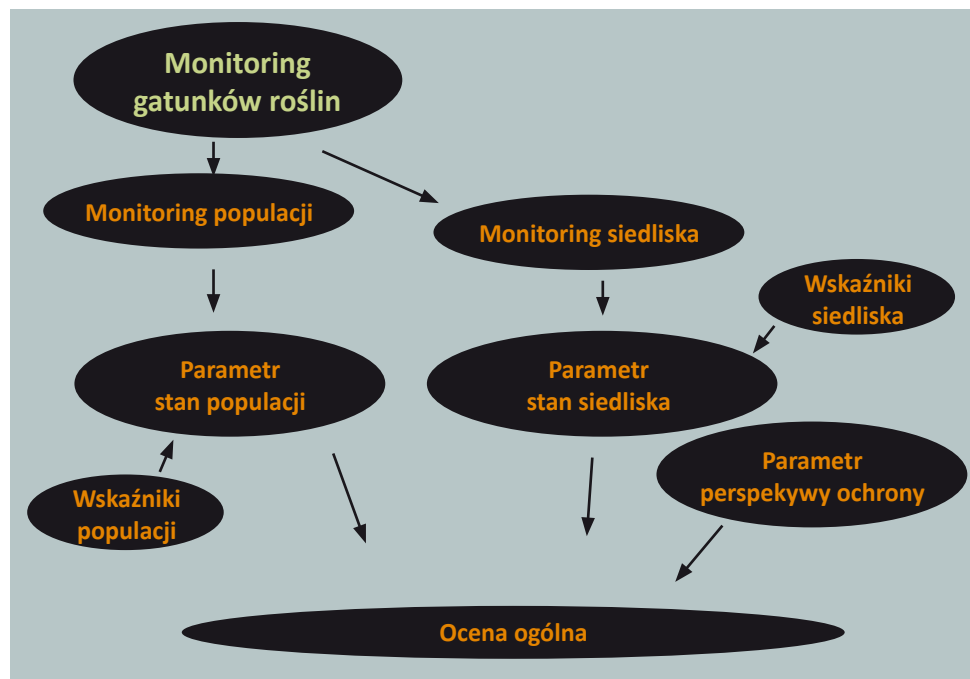 Monitoring
gatunków roślin
Monitoring populacji
Monitoring siedliska
Wskaźniki
siedliska
Parametr
stan populacji
Parametr
stan siedliska
Parametr
perspekywy ochrony
Wskaźniki
populacji
Ocena ogólna